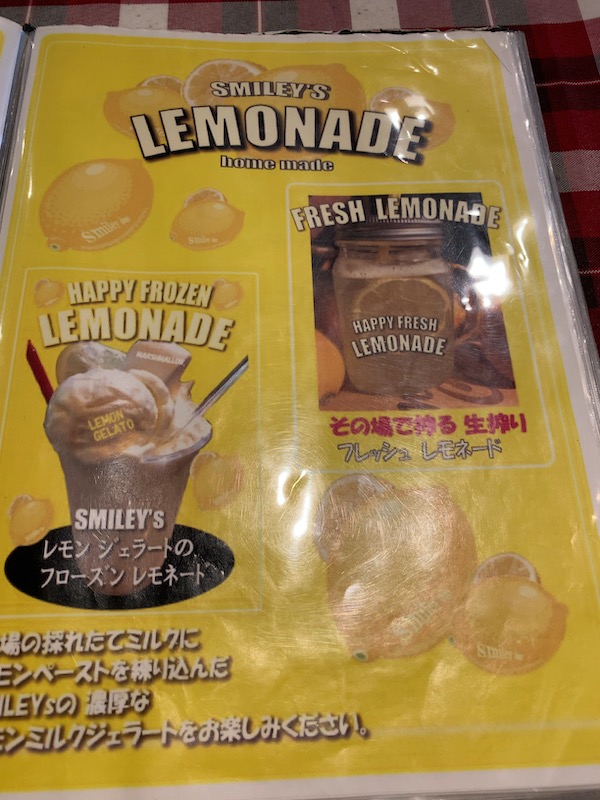 SMILEY'S
LEMONADE
home made
Smiley
Smiley
FRESH LEMONADE
HAPPY FRESH
LEMONADE
その場で搾る 生搾り
フレッシュ レモネード
HAPPY FROZEN
LEMONADE
MARSHMALLOW
LEMON
GELATO
SMILEY's
レモン ジェラートの
フローズン レモネード
場の採れたてミルクに
モンペーストを練り込んだ
ILEYsの 濃厚な
モンミルクジェラートをお楽しみください。
Smiley
Smiley